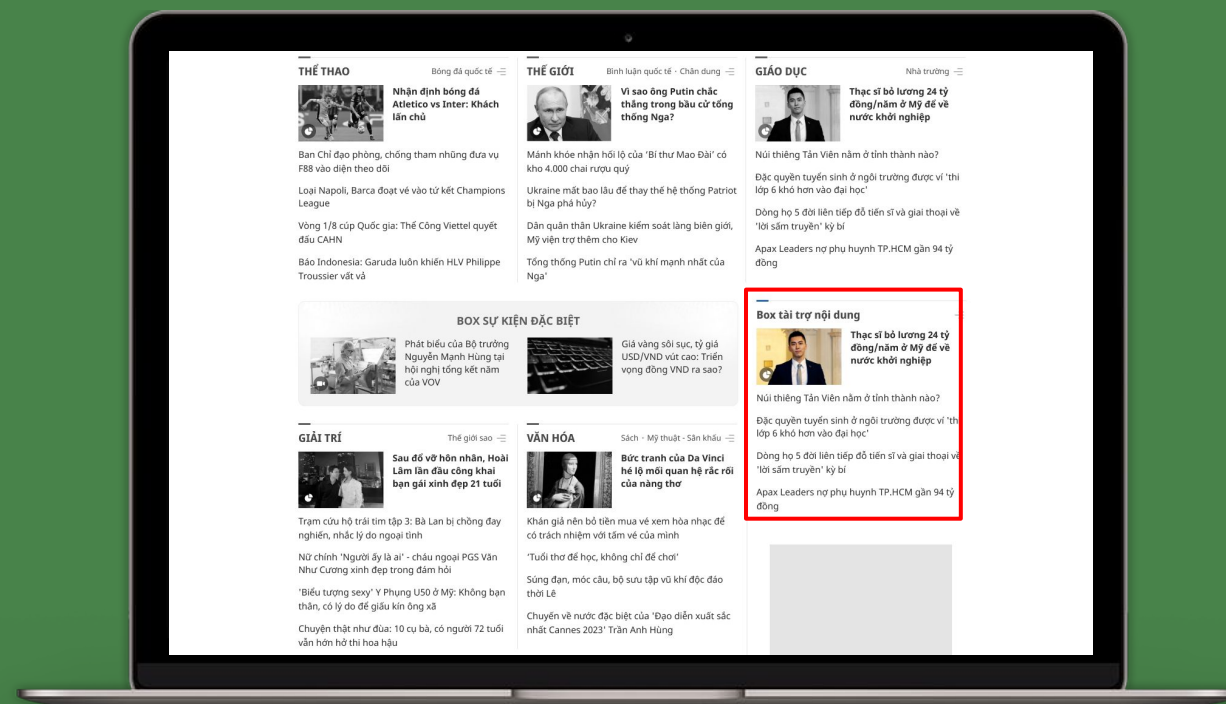 THỂ THAO
Bóng đá quốc tế
Nhận định bóng đá
Atletico vs Inter: Khách
lấn chủ
Ban Chỉ đạo phòng, chống tham nhũng đưa vụ
F88 vào diện theo dõi
Loại Napoli, Barca đoạt vé vào tứ kết Champions
League
Vòng 1/8 cúp Quốc gia: Thể Công Viettel quyết
đấu CAHN
Báo Indonesia: Garuda luôn khiến HLV Philippe
Troussier vất vả
THẾ GIỚI
Bình luận quốc tế · Chân dung
Vì sao ông Putin chắc
thắng trong bầu cử tổng
thống Nga?
Mánh khóe nhận hối lộ của 'Bí thư Mao Đài' có
kho 4.000 chai rượu quý
Ukraine mất bao lâu để thay thế hệ thống Patriot
bị Nga phá hủy?
Dân quân thân Ukraine kiểm soát làng biên giới,
Mỹ viện trợ thêm cho Kiev
Tổng thống Putin chỉ ra 'vũ khí mạnh nhất của
Nga'
GIÁO DỤC
Nhà trường
Thạc sĩ bỏ lương 24 tỷ
đồng/năm ở Mỹ để về
nước khởi nghiệp
Núi thiêng Tản Viên nằm ở tỉnh thành nào?
Đặc quyền tuyển sinh ở ngôi trường được ví 'thi
lớp 6 khó hơn vào đại học'
Dòng họ 5 đời liên tiếp đỗ tiến sĩ và giai thoại về
'lời sấm truyền' kỳ bí
Apax Leaders nợ phụ huynh TP.HCM gần 94 tỷ
đồng
BOX SỰ KIỆN ĐẶC BIỆT
Phát biểu của Bộ trưởng
Nguyễn Mạnh Hùng tại
hội nghị tổng kết năm
của VOV
Giá vàng sôi sục, tỷ giá
USD/VND vút cao: Triển
vọng đồng VND ra sao?
Box tài trợ nội dung
Thạc sĩ bỏ lương 24 tỷ
đồng/năm ở Mỹ để về
nước khởi nghiệp
Núi thiêng Tản Viên nằm ở tỉnh thành nào?
Đặc quyền tuyển sinh ở ngôi trường được ví 'th
lớp 6 khó hơn vào đại học'
Dòng họ 5 đời liên tiếp đỗ tiến sĩ và giai thoại về
'lời sấm truyền' kỳ bí
Apax Leaders nợ phụ huynh TP.HCM gần 94 tỷ
đồng
GIẢI TRÍ
Thế giới sao
Sau đổ vỡ hôn nhân, Hoài
Lâm lần đầu công khai
bạn gái xinh đẹp 21 tuổi
Trạm cứu hộ trái tim tập 3: Bà Lan bị chồng đay
nghiến, nhắc lý do ngoại tình
Nữ chính 'Người ấy là ai' - cháu ngoại PGS Văn
Như Cương xinh đẹp trong đám hỏi
'Biểu tượng sexy' Y Phụng U50 ở Mỹ: Không bạn
thân, có lý do để giấu kín ông xã
Chuyện thật như đùa: 10 cụ bà, có người 72 tuổi
vẫn hớn hở thi hoa hậu
VĂN HÓA
Sách · Mỹ thuật - Sân khấu
Bức tranh của Da Vinci
hé lộ mối quan hệ rắc rối
của nàng thơ
Khán giả nên bỏ tiền mua vé xem hòa nhạc để
có trách nhiệm với tấm vé của mình
'Tuổi thơ để học, không chỉ để chơi'
Súng đạn, móc câu, bộ sưu tập vũ khí độc đáo
thời Lê
Chuyến về nước đặc biệt của 'Đạo diễn xuất sắc
nhất Cannes 2023' Trần Anh Hùng